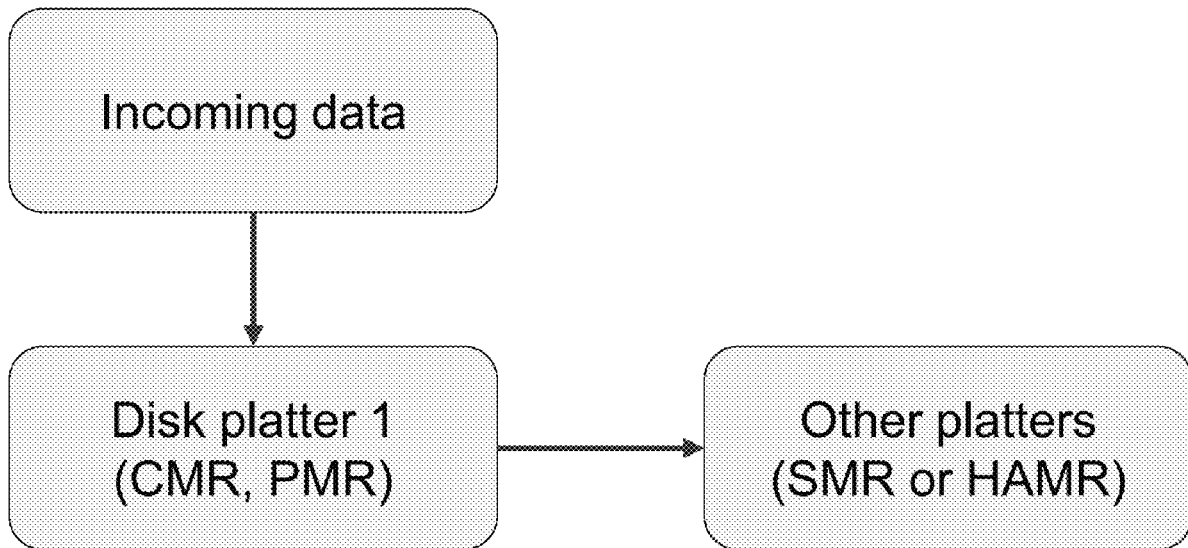 Incoming data
Disk platter 1
(CMR, PMR)
Other platters
(SMR or HAMR)